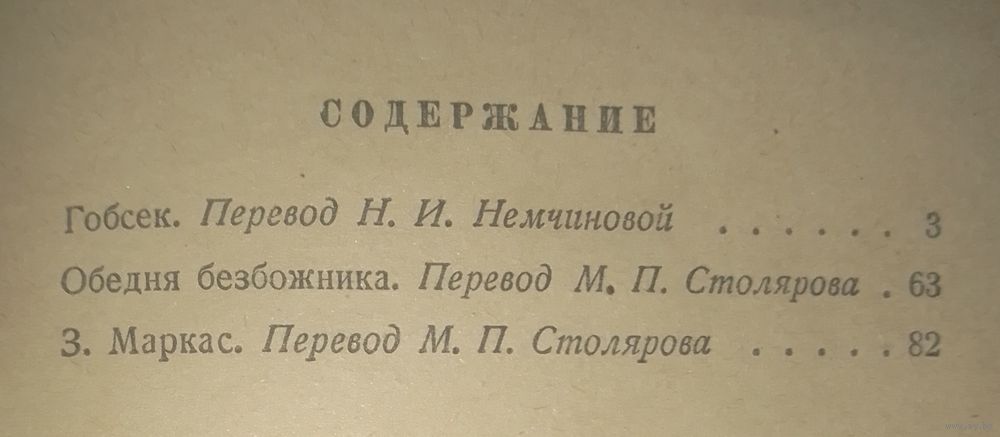 СОДЕРЖАНИЕ
Гобсек. Перевод Н. И. Немчиновой . . . . . . 3
Обедня безбожника. Перевод М. П. Столярова . 63
З. Маркас. Перевод М. П. Столярова . . . . . 82